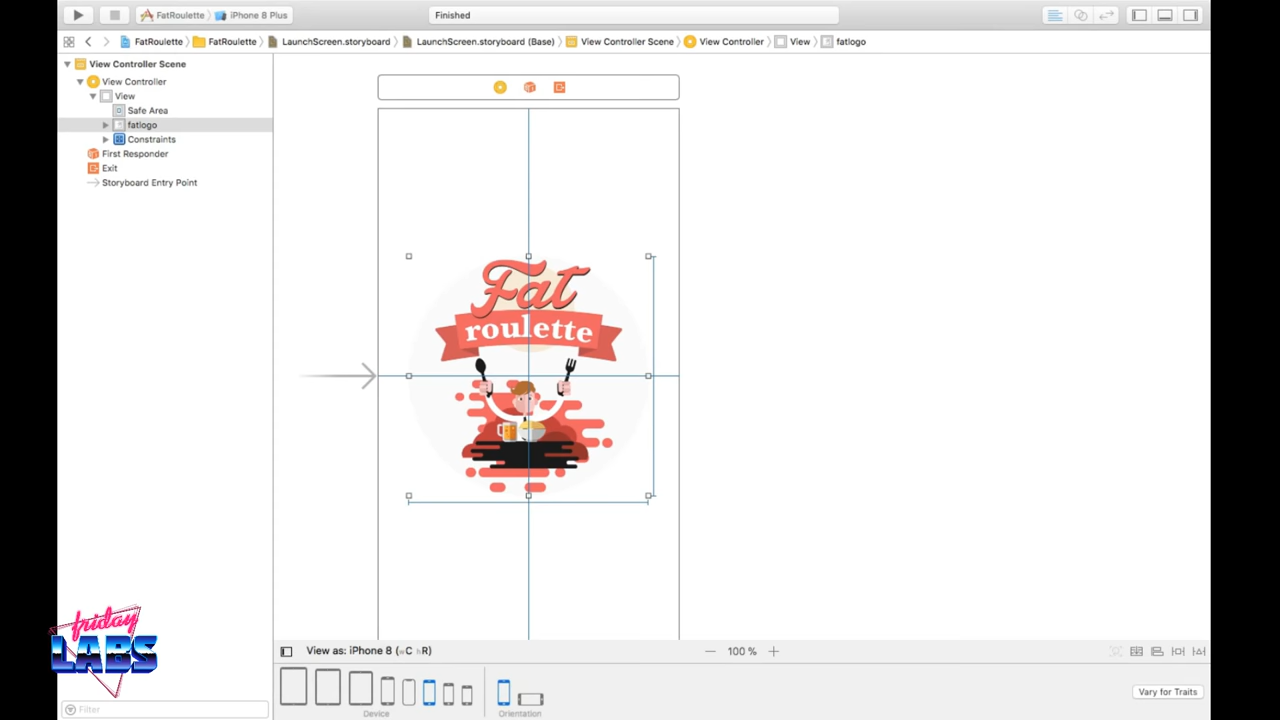 FatRoulette iPhone 8 Plus
Finished
FatRoulette FatRoulette LaunchScreen.storyboard LaunchScreen.storyboard (Base) View Controller Scene View Controller View fatlogo
View Controller Scene
View Controller
View
Safe Area
fatlogo
Constraints
First Responder
Exit
Storyboard Entry Point
Fat
roulette
friday
LABS
View as: iPhone 8 (wC hR)
100 %
Device
Orientation
Vary for Traits
Filter